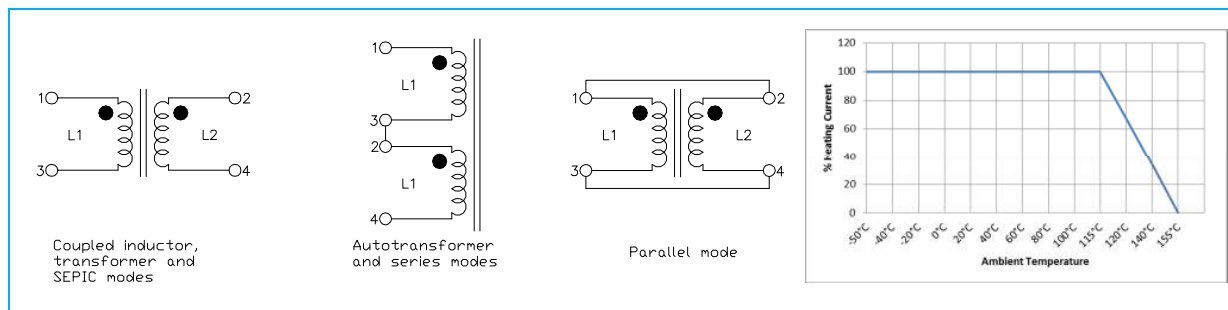 1
L1
3
2
L2
4
Coupled inductor,
transformer and
SEPIC modes
1
L1
3
2
L1
4
Autotransformer
and series modes
1
L1
3
2
L2
4
Parallel mode
% Heating Current
120
100
80
60
40
20
0
-50°C
-40°C
-20°C
0°C
20°C
40°C
60°C
80°C
100°C
115°C
120°C
140°C
155°C
Ambient Temperature